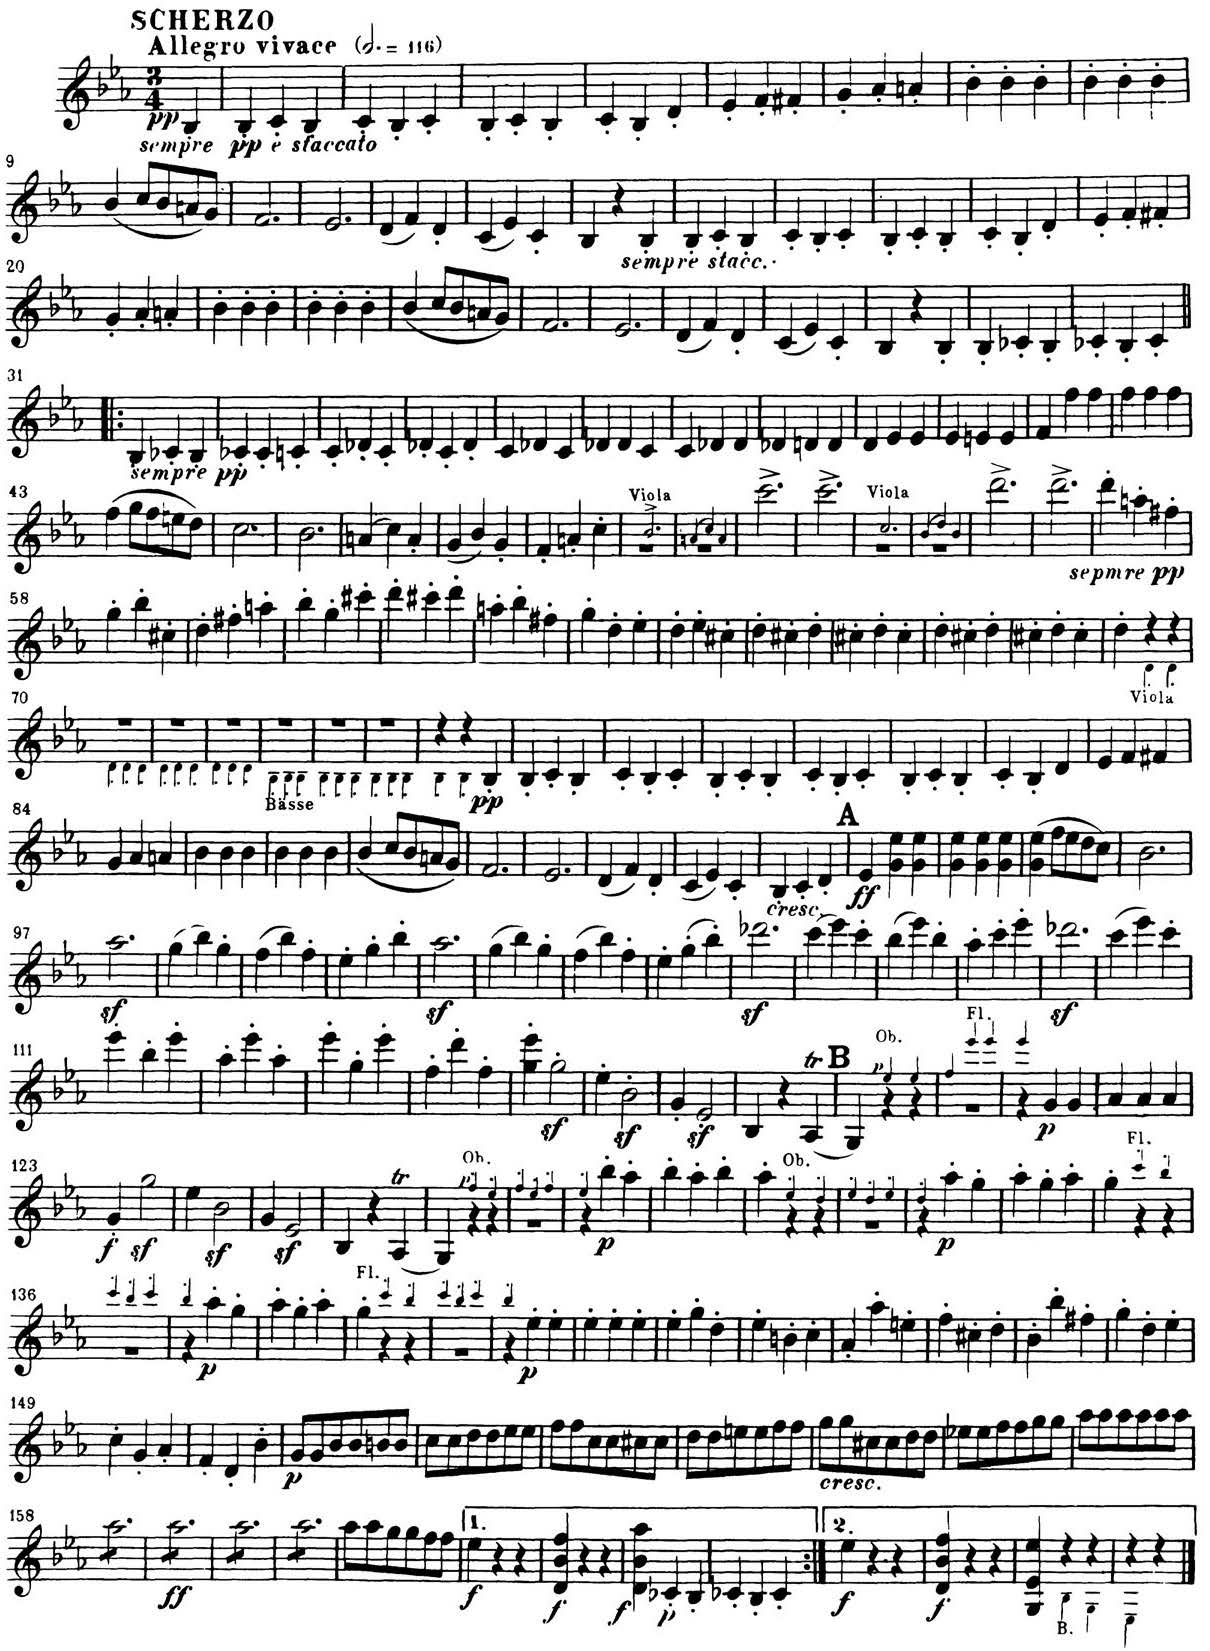 SCHERZO
Allegro vivace (𝅗𝅥. = 116)
3
4
pp
sempre pp e staccato
9
sempre stacc.
20
31
sempre pp
43
Viola
Viola
sepmre pp
58
Viola
70
Bässe
pp
84
A
cresc.
ff
97
sf
sf
sf
sf
111
Ob.
Fl.
tr
B
p
sf
sf
sf
p
123
tr
Ob.
p
Ob.
Fl.
f
sf
sf
sf
p
p
136
Fl.
p
p
149
p
cresc.
158
1.
2.
ff
f
f
f
p
f
f
B.